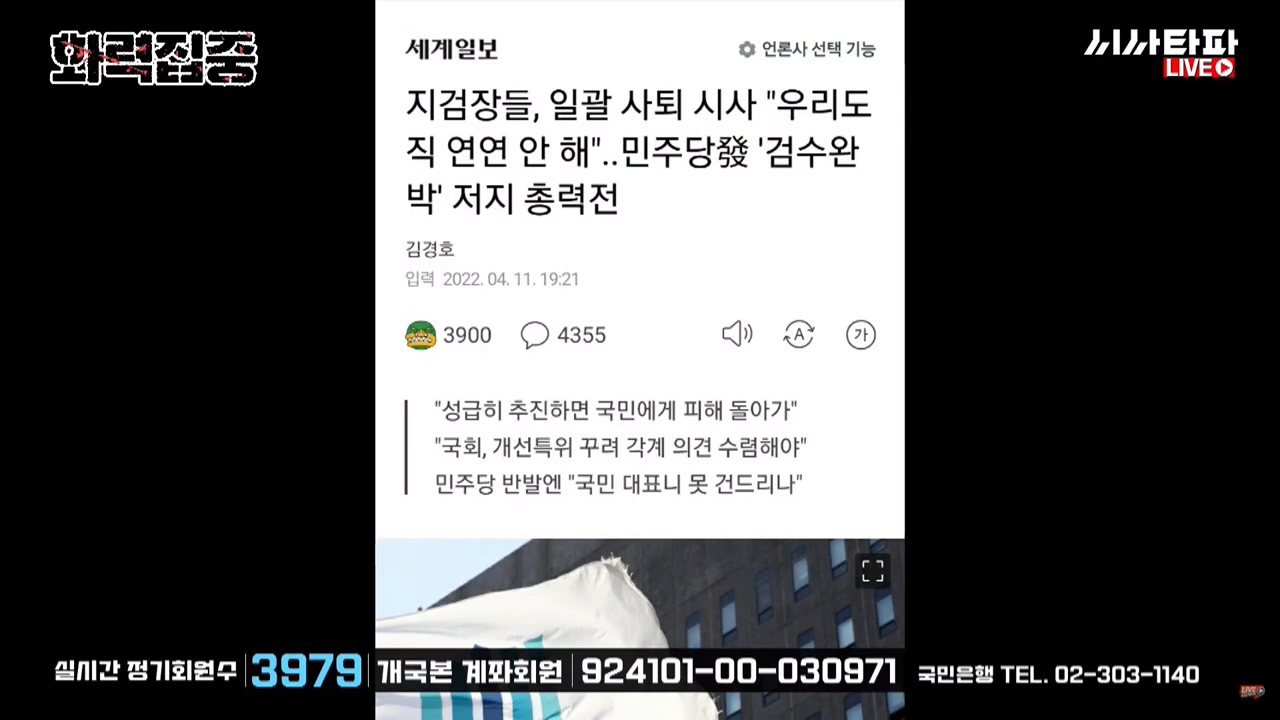 화력집중
세계일보
언론사 선택 기능
시사타파
LIVE
지검장들, 일괄 사퇴 시사 "우리도
직 연연 안 해"..민주당發 '검수완
박' 저지 총력전
김경호
입력 2022. 04. 11. 19:21
3900 4355
A
가
"성급히 추진하면 국민에게 피해 돌아가"
"국회, 개선특위 꾸려 각계 의견 수렴해야"
민주당 반발엔 "국민 대표니 못 건드리나"
실시간 정기회원수 3979 개국본 계좌회원 924101-00-030971 국민은행 TEL. 02-303-1140
LIVE